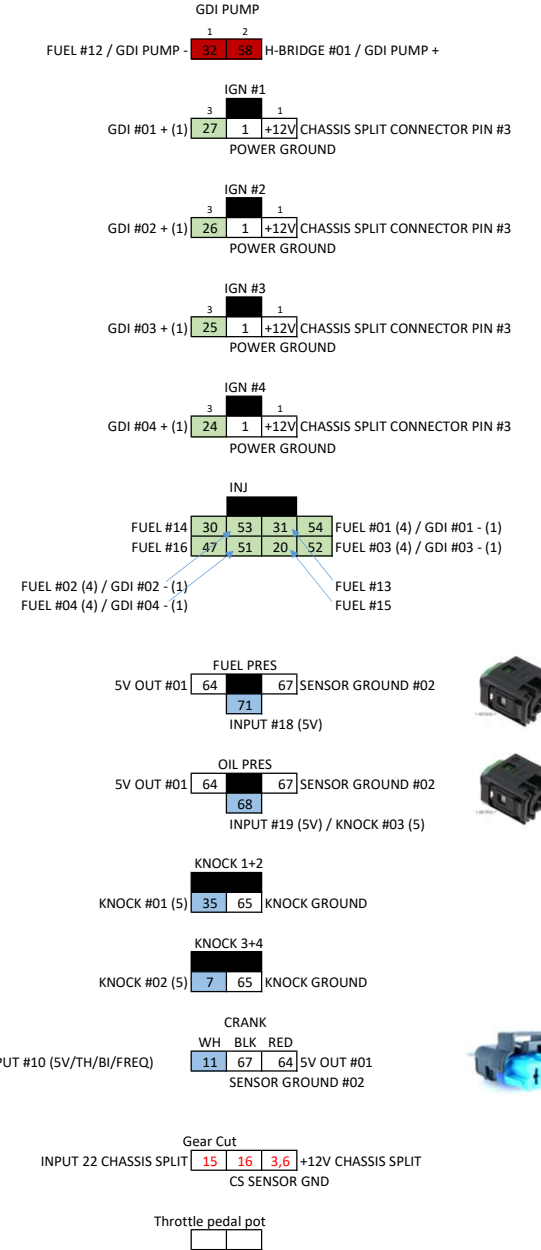 GDI PUMP
1 2
FUEL #12 / GDI PUMP - 32 58 H-BRIDGE #01 / GDI PUMP +
IGN #1
3 1
GDI #01 + (1) 27 1 +12V CHASSIS SPLIT CONNECTOR PIN #3
POWER GROUND
IGN #2
3 1
GDI #02 + (1) 26 1 +12V CHASSIS SPLIT CONNECTOR PIN #3
POWER GROUND
IGN #3
3 1
GDI #03 + (1) 25 1 +12V CHASSIS SPLIT CONNECTOR PIN #3
POWER GROUND
IGN #4
3 1
GDI #04 + (1) 24 1 +12V CHASSIS SPLIT CONNECTOR PIN #3
POWER GROUND
INJ
FUEL #14 30 53 31 54 FUEL #01 (4) / GDI #01 - (1)
FUEL #16 47 51 20 52 FUEL #03 (4) / GDI #03 - (1)
FUEL #02 (4) / GDI #02 - (1) FUEL #13
FUEL #04 (4) / GDI #04 - (1) FUEL #15
FUEL PRES
5V OUT #01 64 67 SENSOR GROUND #02
71
INPUT #18 (5V)
OIL PRES
5V OUT #01 64 67 SENSOR GROUND #02
68
INPUT #19 (5V) / KNOCK #03 (5)
KNOCK 1+2
KNOCK #01 (5) 35 65 KNOCK GROUND
KNOCK 3+4
KNOCK #02 (5) 7 65 KNOCK GROUND
CRANK
WH BLK RED
PUT #10 (5V/TH/BI/FREQ) 11 67 64 5V OUT #01
SENSOR GROUND #02
Gear Cut
INPUT 22 CHASSIS SPLIT 15 16 3,6 +12V CHASSIS SPLIT
CS SENSOR GND
Throttle pedal pot